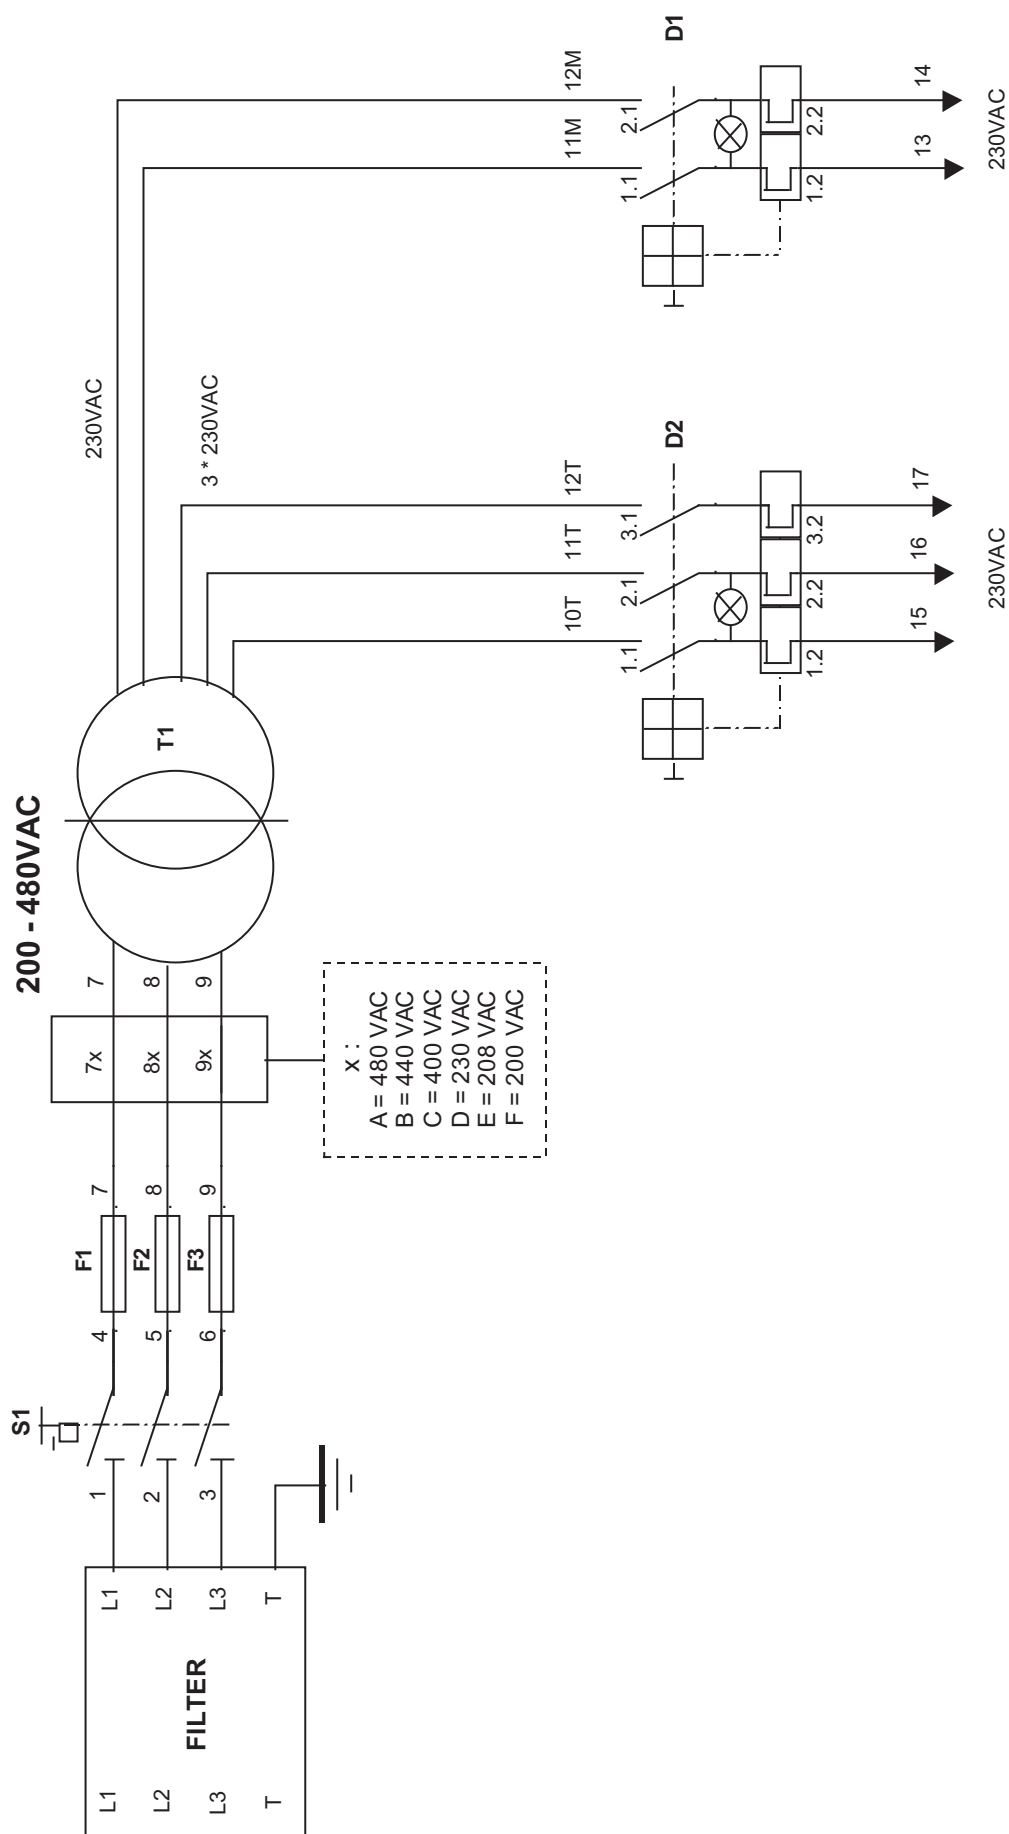 200 - 480VAC
FILTER
L1
L2
L3
T
L1
L2
L3
T
S1
1
2
3
4
5
6
F1
F2
F3
7
8
9
7x
8x
9x
7
8
9
x :
A = 480 VAC
B = 440 VAC
C = 400 VAC
D = 230 VAC
E = 208 VAC
F = 200 VAC
T1
230VAC
3 * 230VAC
12M
11M
2.1
1.1
D1
2.2
1.2
14
13
230VAC
12T
11T
10T
3.1
2.1
1.1
D2
3.2
2.2
1.2
17
16
15
230VAC